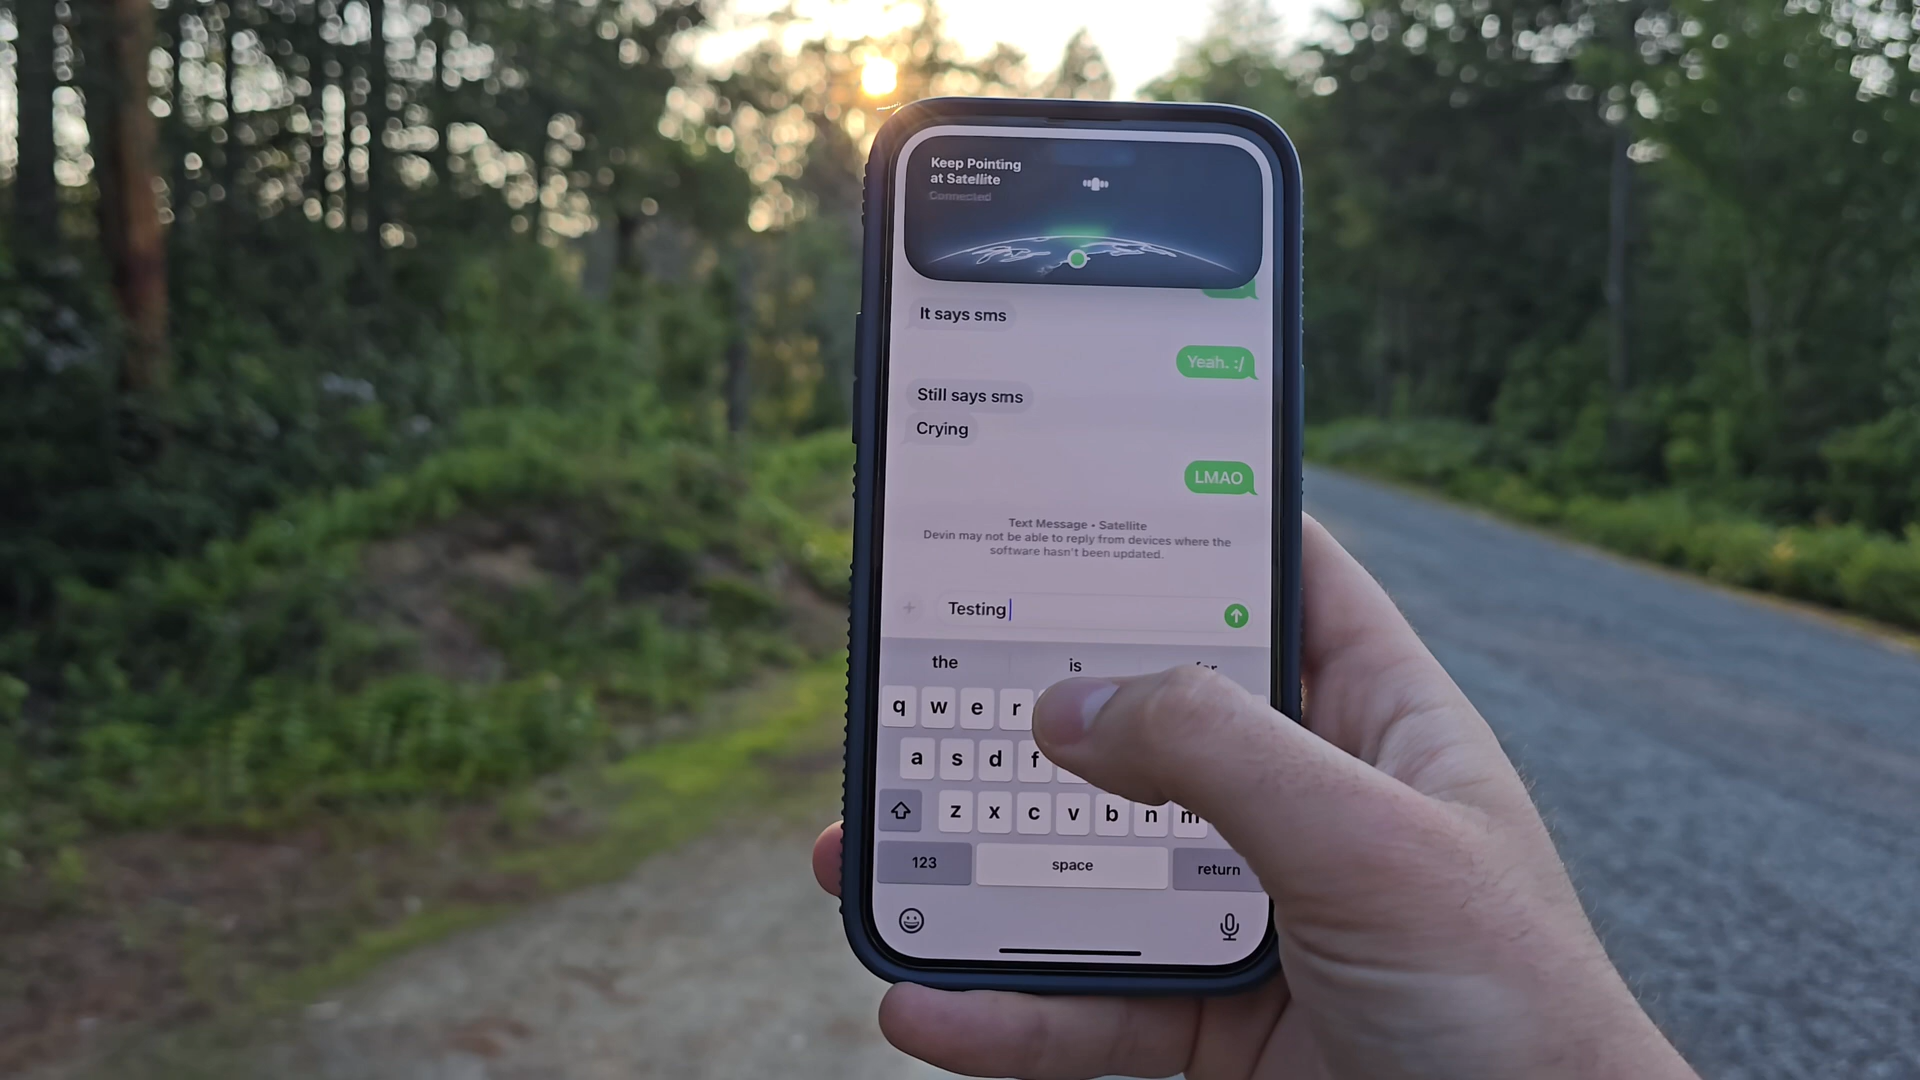 Keep Pointing
at Satellite
Connected
It says sms
Yeah. :/
Still says sms
Crying
LMAO
Text Message • Satellite
Devin may not be able to reply from devices where the
software hasn't been updated.
+ Testing
the is
q w e r
a s d f
z x c v b n m
123 space return